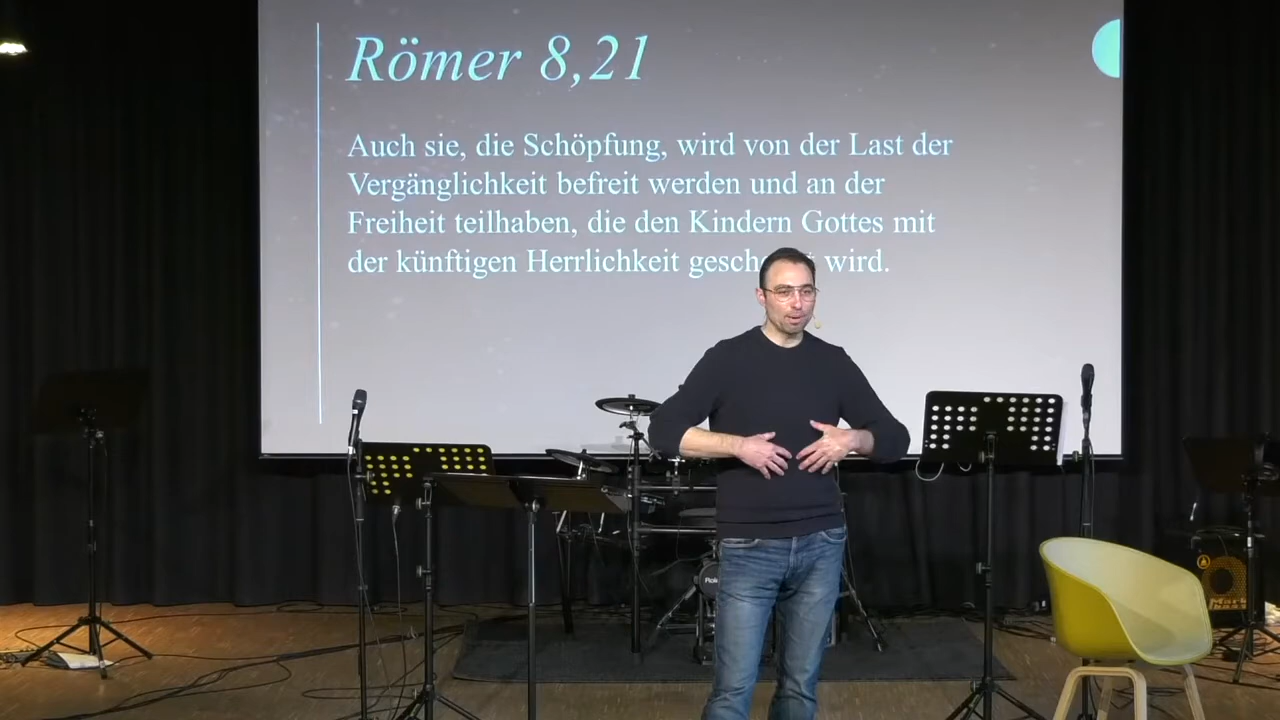 Römer 8,21
Auch sie, die Schöpfung, wird von der Last der
Vergänglichkeit befreit werden und an der
Freiheit teilhaben, die den Kindern Gottes mit
der künftigen Herrlichkeit wird.